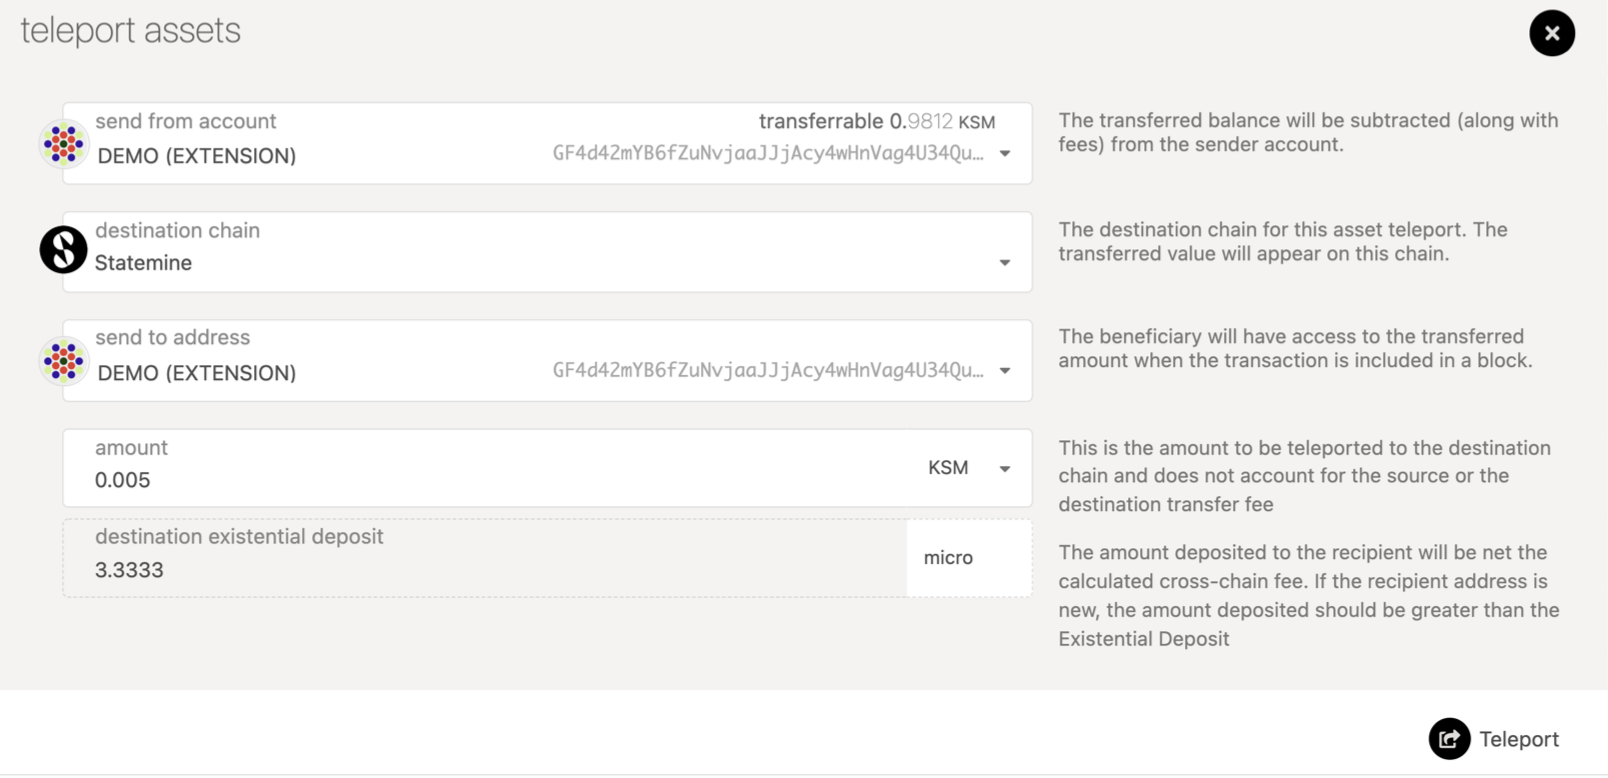 teleport assets
send from account
transferrable 0.9812 KSM
DEMO (EXTENSION)
GF4d42mYB6fZuNvjaaJJjAcy4wHnVag4U34Qu...
The transferred balance will be subtracted (along with
fees) from the sender account.
destination chain
Statemine
The destination chain for this asset teleport. The
transferred value will appear on this chain.
send to address
DEMO (EXTENSION)
GF4d42mYB6fZuNvjaaJJjAcy4wHnVag4U34Qu...
The beneficiary will have access to the transferred
amount when the transaction is included in a block.
amount
0.005
KSM
This is the amount to be teleported to the destination
chain and does not account for the source or the
destination transfer fee
destination existential deposit
3.3333
micro
The amount deposited to the recipient will be net the
calculated cross-chain fee. If the recipient address is
new, the amount deposited should be greater than the
Existential Deposit
Teleport